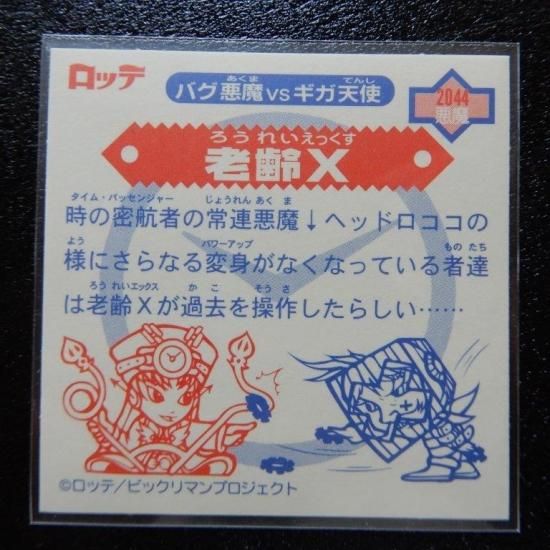 ロッテ
あくま てんし
バグ悪魔vsギガ天使
2044
悪魔
ろうれいえっくす
老齢X
タイム・パッセンジャー じょうれん あくま
時の密航者の常連悪魔↓ヘッドロココの
よう パワーアップ ものたち
様にさらなる変身がなくなっている者達
ろうれいエックス かこ そうさ
は老齢Xが過去を操作したらしい……
©ロッテ/ビックリマンプロジェクト